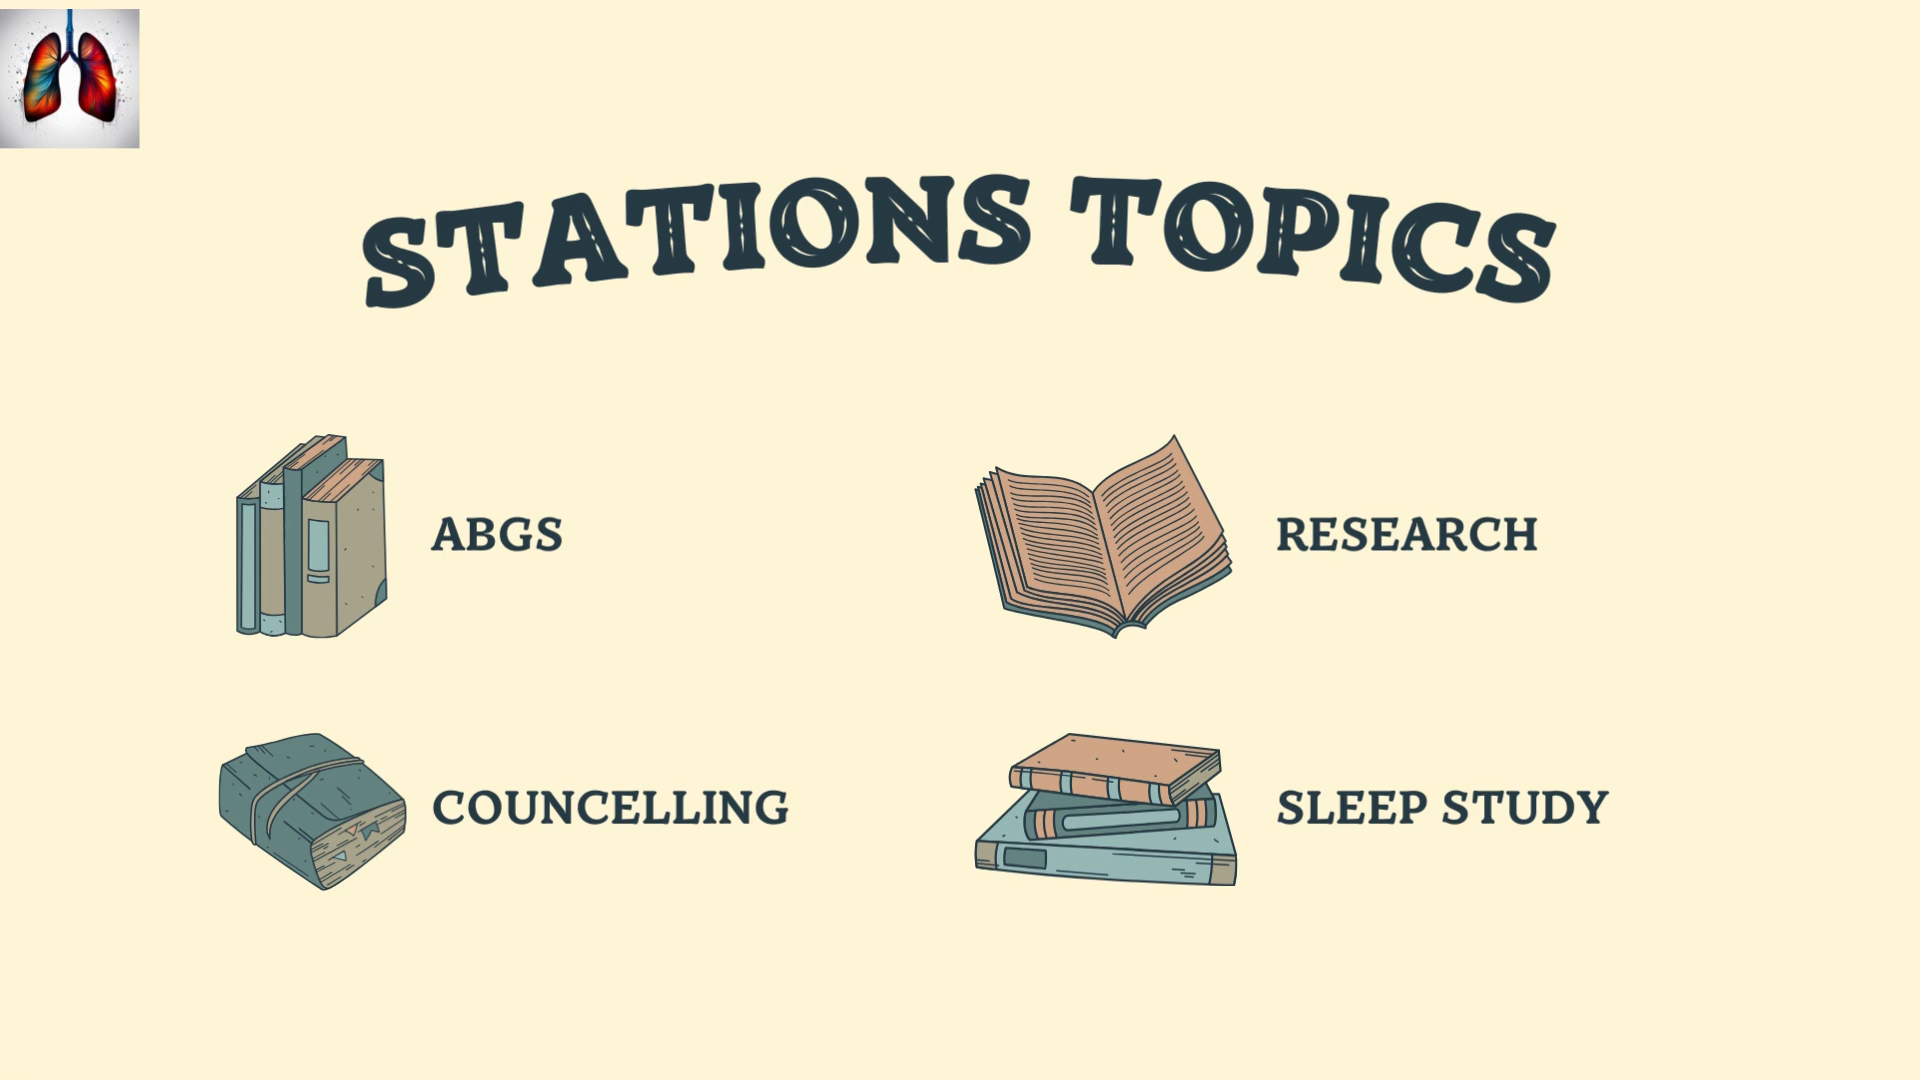 STATIONS TOPICS
ABGS
RESEARCH
COUNCELLING
SLEEP STUDY